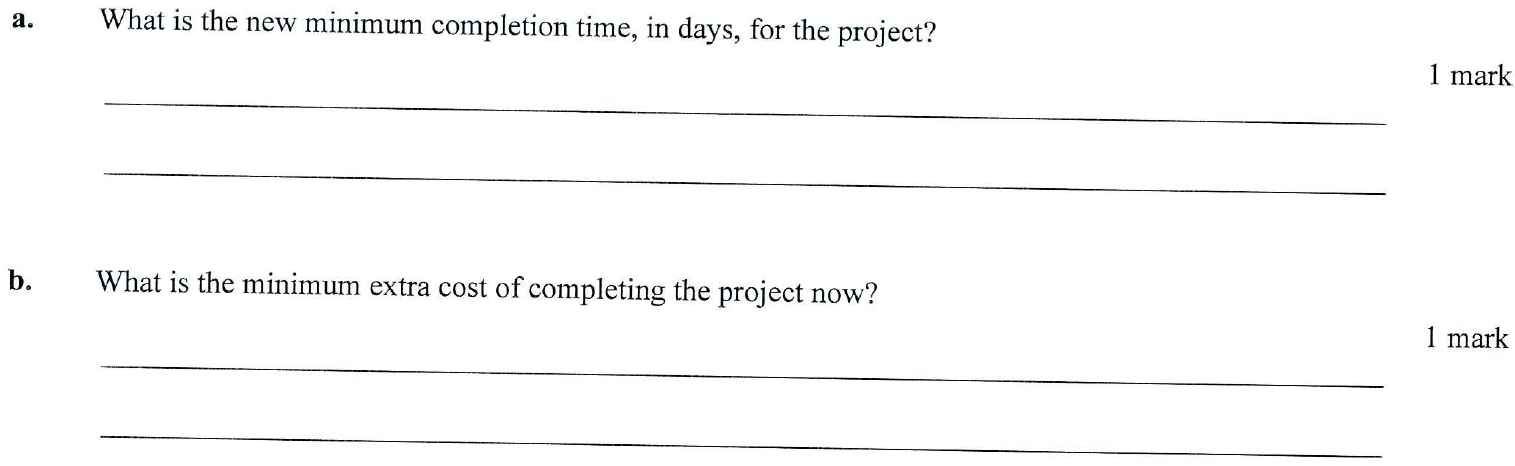 a. What is the new minimum completion time, in days, for the project?
1 mark
b. What is the minimum extra cost of completing the project now?
1 mark